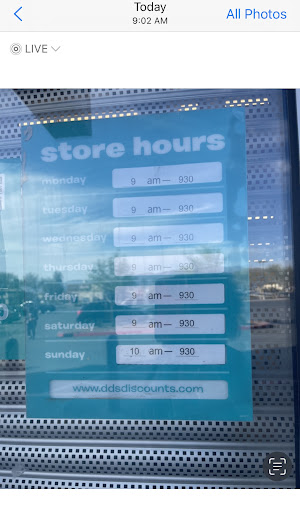 Today
9:02 AM
All Photos
LIVE
store hours
monday 9 am— 930
tuesday 9 am— 930
wednesday 9 am— 930
thursday 9 am— 930
friday 9 am— 930
saturday 9 am— 930
sunday 10 am— 930
www.ddsdiscounts.com